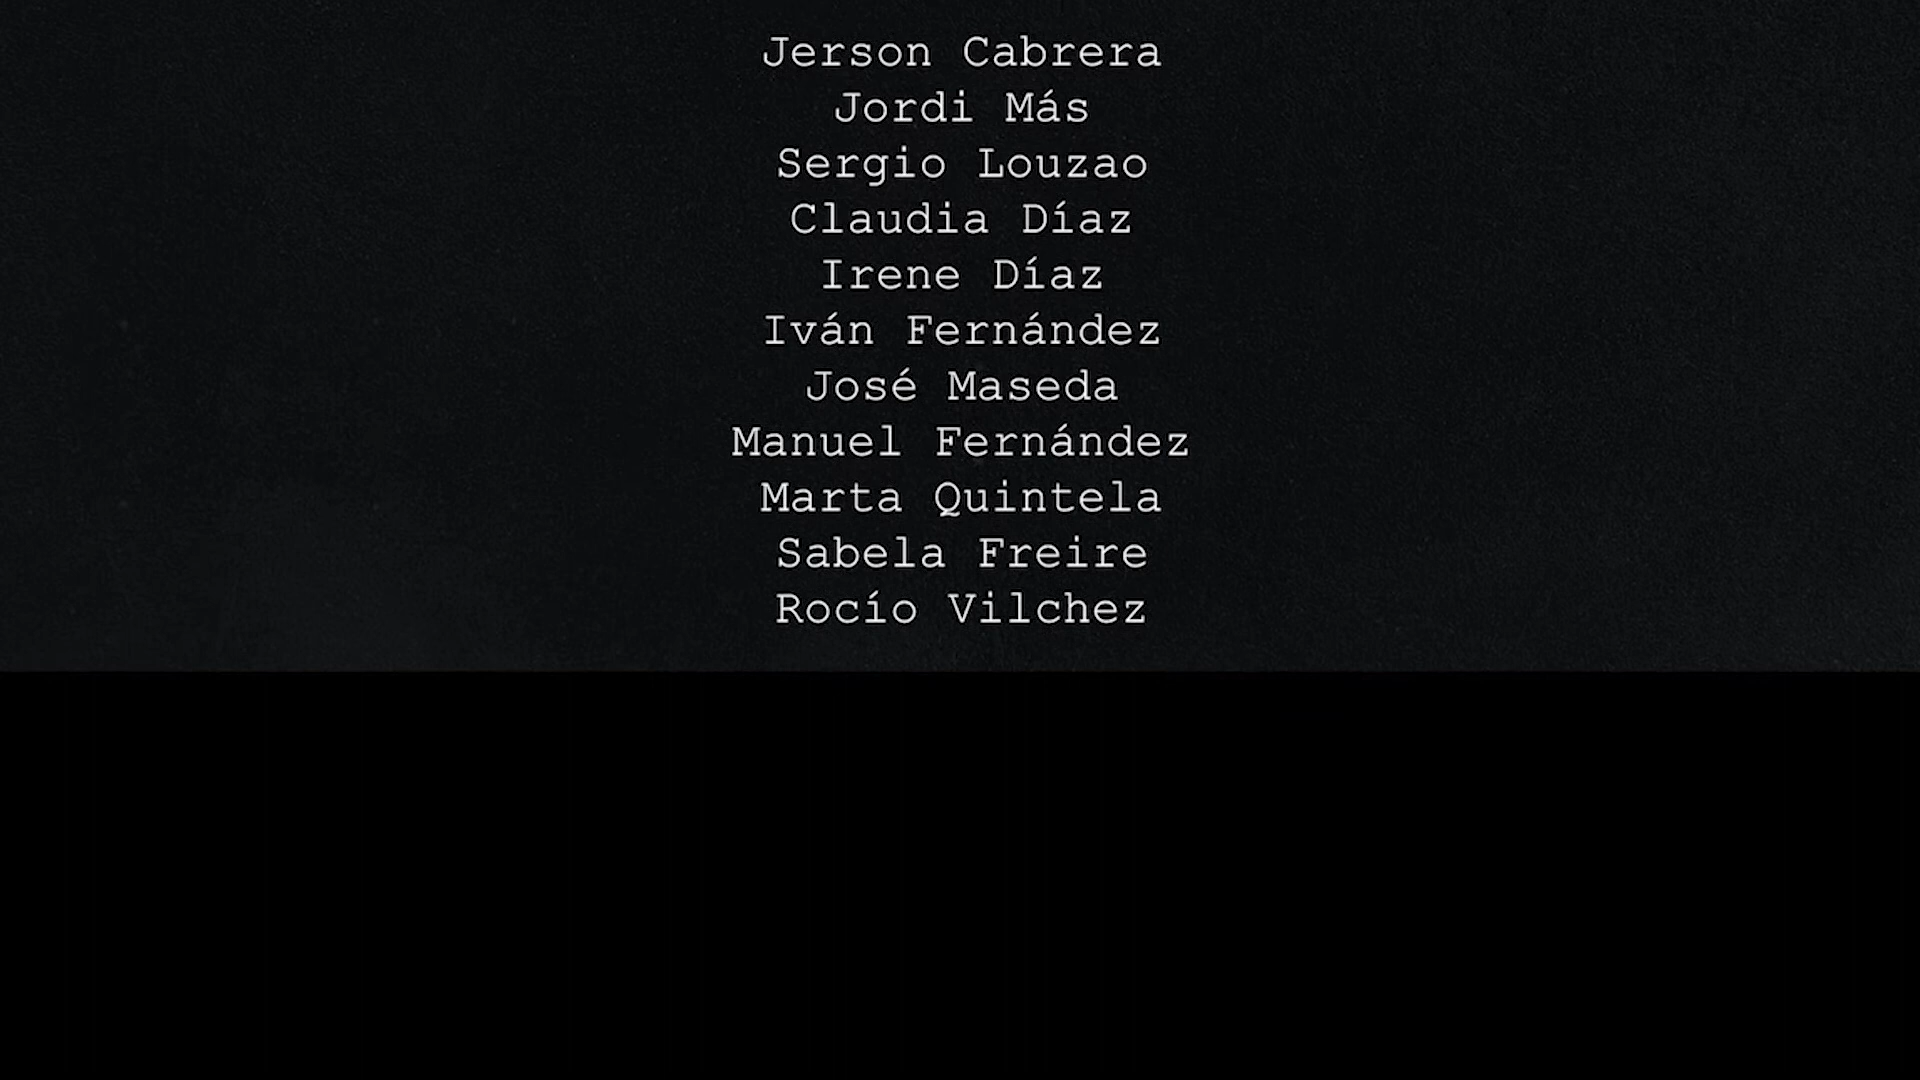 Jerson Cabrera
Jordi Más
Sergio Louzao
Claudia Díaz
Irene Díaz
Iván Fernández
José Maseda
Manuel Fernández
Marta Quintela
Sabela Freire
Rocío Vilchez